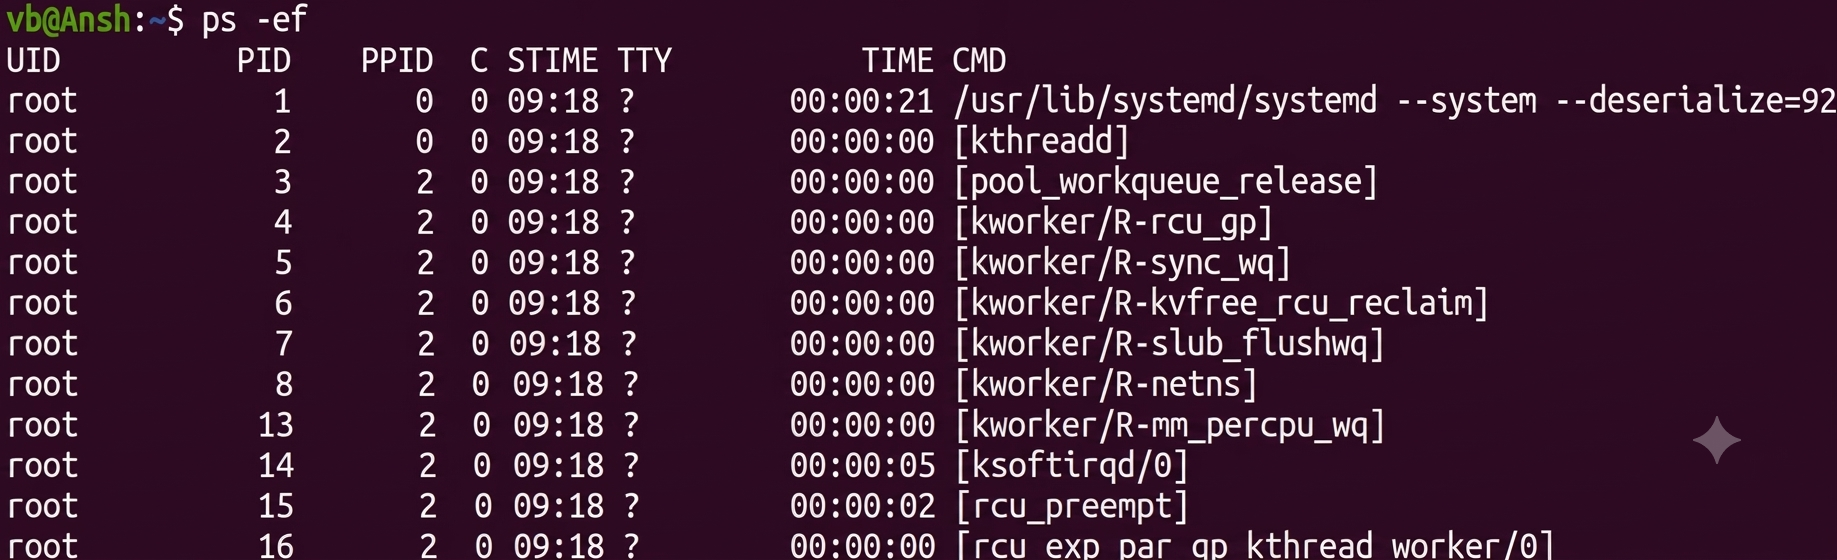 vb@Ansh:~$ ps -ef
UID PID PPID C STIME TTY TIME CMD
root 1 0 0 09:18 ? 00:00:21 /usr/lib/systemd/systemd --system --deserialize=92
root 2 0 0 09:18 ? 00:00:00 [kthreadd]
root 3 2 0 09:18 ? 00:00:00 [pool_workqueue_release]
root 4 2 0 09:18 ? 00:00:00 [kworker/R-rcu_gp]
root 5 2 0 09:18 ? 00:00:00 [kworker/R-sync_wq]
root 6 2 0 09:18 ? 00:00:00 [kworker/R-kvfree_rcu_reclaim]
root 7 2 0 09:18 ? 00:00:00 [kworker/R-slub_flushwq]
root 8 2 0 09:18 ? 00:00:00 [kworker/R-netns]
root 13 2 0 09:18 ? 00:00:00 [kworker/R-mm_percpu_wq]
root 14 2 0 09:18 ? 00:00:05 [ksoftirqd/0]
root 15 2 0 09:18 ? 00:00:02 [rcu_preempt]
root 16 2 0 09:18 ? 00:00:00 [rcu_exp_par_gp_kthread_worker/0]